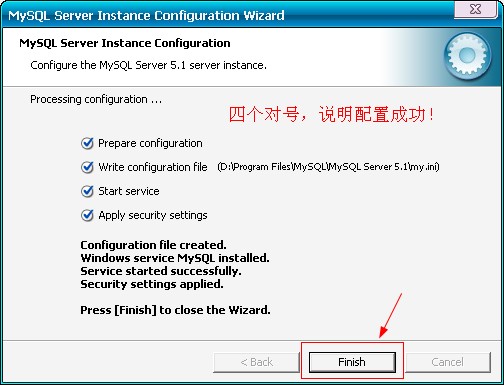 MySQL Server Instance Configuration Wizard
MySQL Server Instance Configuration
Configure the MySQL Server 5.1 server instance.
Processing configuration ...
四个对号，说明配置成功！
Prepare configuration
Write configuration file (D:\Program Files\MySQL\MySQL Server 5.1\my.ini)
Start service
Apply security settings
Configuration file created.
Windows service MySQL installed.
Service started successfully.
Security settings applied.
Press [Finish] to close the Wizard.
< Back Finish Cancel